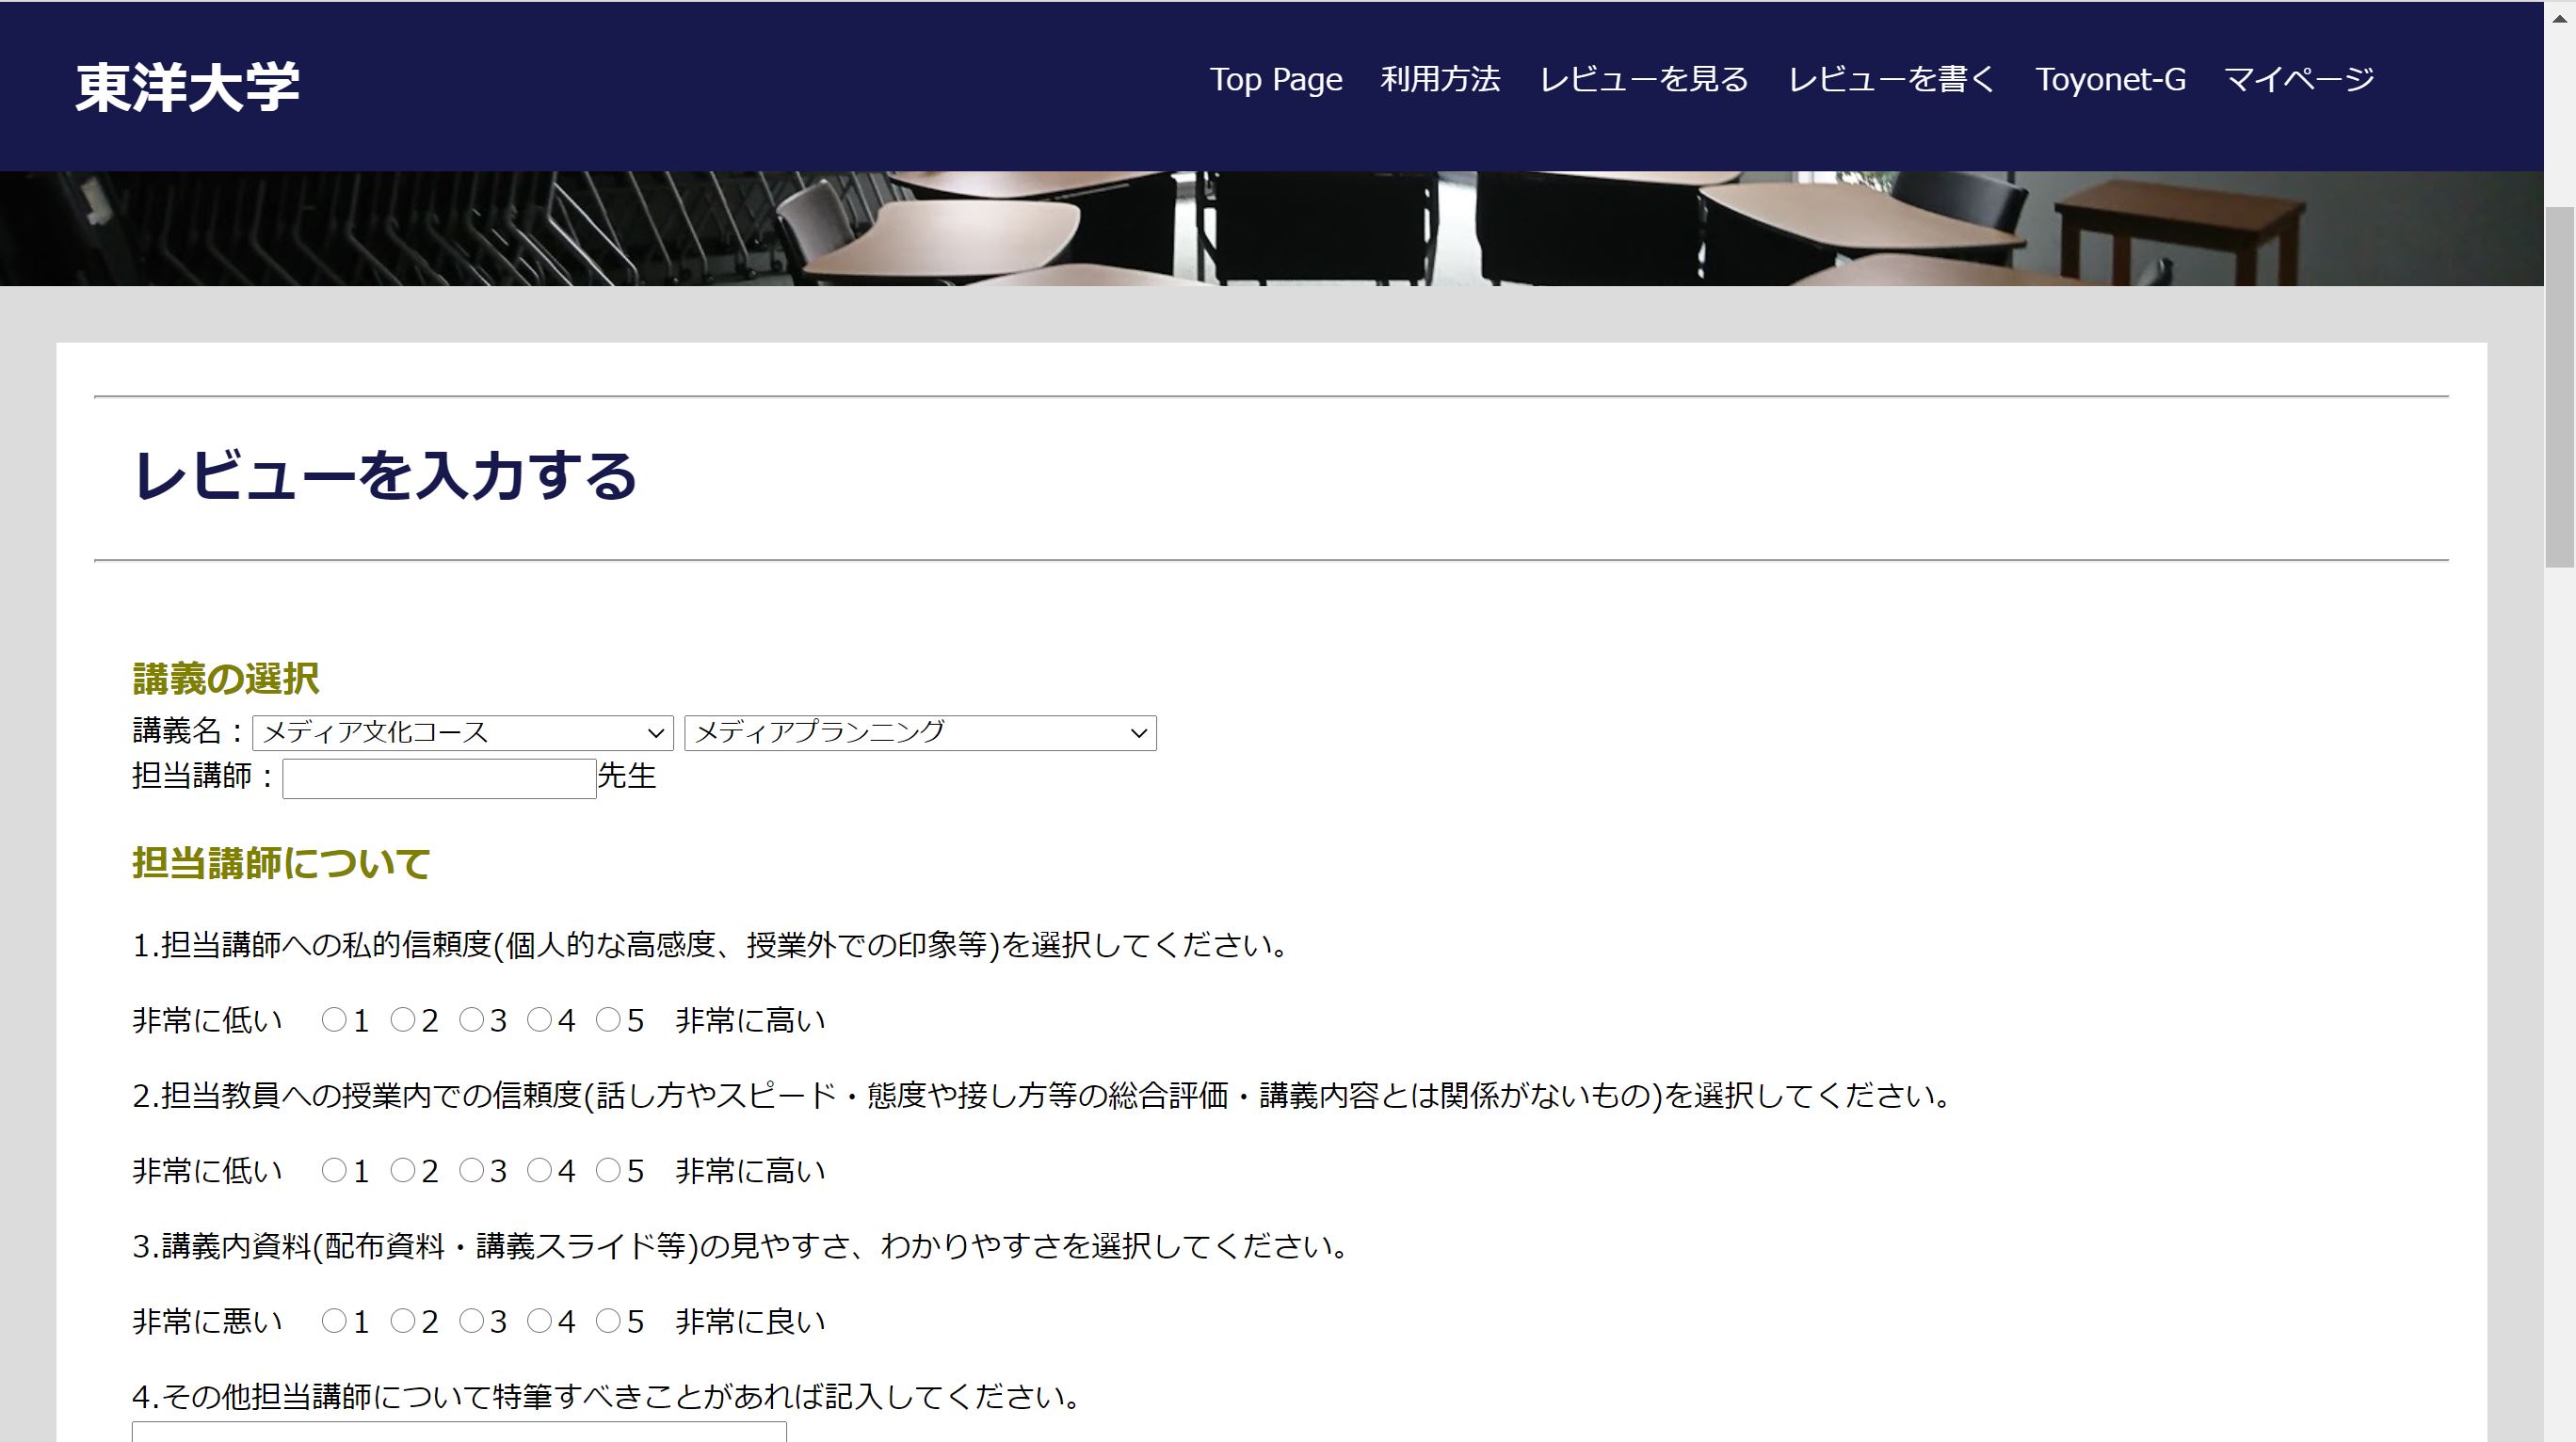 東洋大学
Top Page 利用方法 レビューを見る レビューを書く Toyonet-G マイページ
レビューを入力する
講義の選択
講義名：メディア文化コース メディアプランニング
担当講師：先生
担当講師について
1.担当講師への私的信頼度(個人的な高感度、授業外での印象等)を選択してください。
非常に低い 1 2 3 4 5 非常に高い
2.担当教員への授業内での信頼度(話し方やスピード・態度や接し方等の総合評価・講義内容とは関係がないもの)を選択してください。
非常に低い 1 2 3 4 5 非常に高い
3.講義内資料(配布資料・講義スライド等)の見やすさ、わかりやすさを選択してください。
非常に悪い 1 2 3 4 5 非常に良い
4.その他担当講師について特筆すべきことがあれば記入してください。